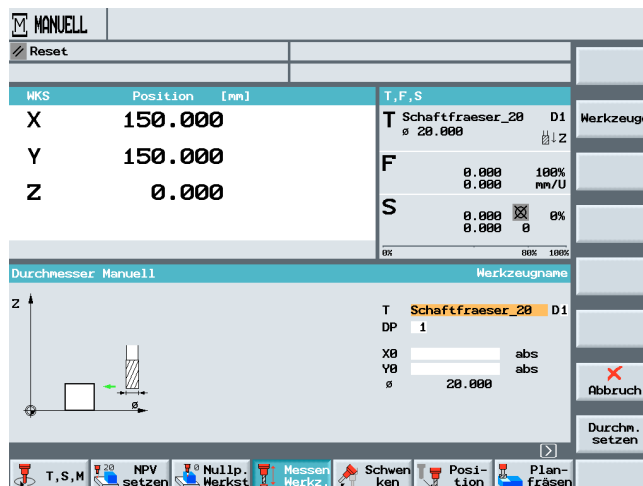 M MANUELL
// Reset
WKS Position [mm]
X 150.000
Y 150.000
Z 0.000
T,F,S
T Schaftfraeser_20 D1
ø 20.000 ↓Z
F 0.000 100%
0.000 mm/U
S 0.000 0%
0.000 0
0% 80% 100%
Werkzeuge
Durchmesser Manuell Werkzeugname
Z
ø
T Schaftfraeser_20 D1
DP 1
X0 abs
Y0 abs
ø 20.000
Abbruch
Durchm.
setzen
T,S,M
20 NPV
setzen
0 Nullp.
Werkst.
Messen
Werkz.
Schwen
ken
Posi-
tion
Plan-
fräsen